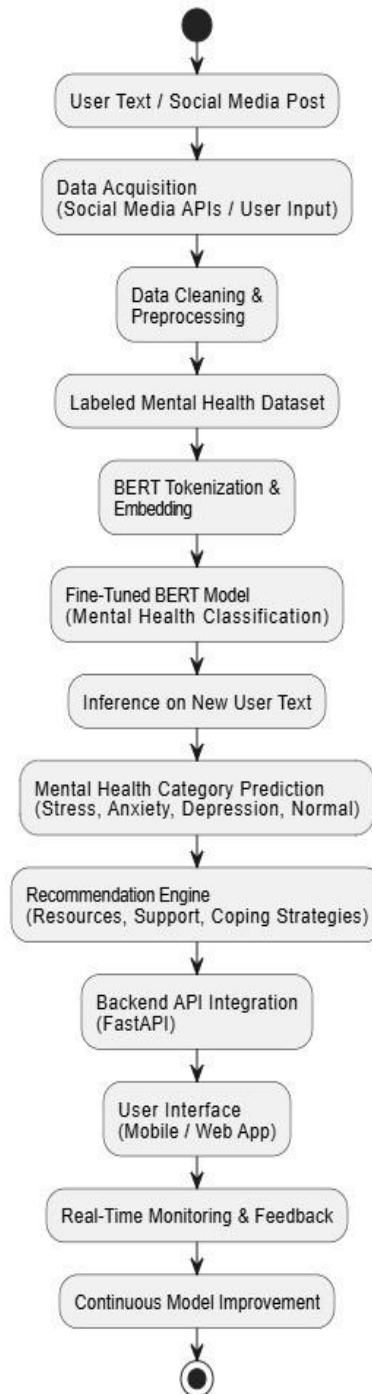 User Text / Social Media Post
Data Acquisition
(Social Media APIs / User Input)
Data Cleaning &
Preprocessing
Labeled Mental Health Dataset
BERT Tokenization &
Embedding
Fine-Tuned BERT Model
(Mental Health Classification)
Inference on New User Text
Mental Health Category Prediction
(Stress, Anxiety, Depression, Normal)
Recommendation Engine
(Resources, Support, Coping Strategies)
Backend API Integration
(FastAPI)
User Interface
(Mobile / Web App)
Real-Time Monitoring & Feedback
Continuous Model Improvement